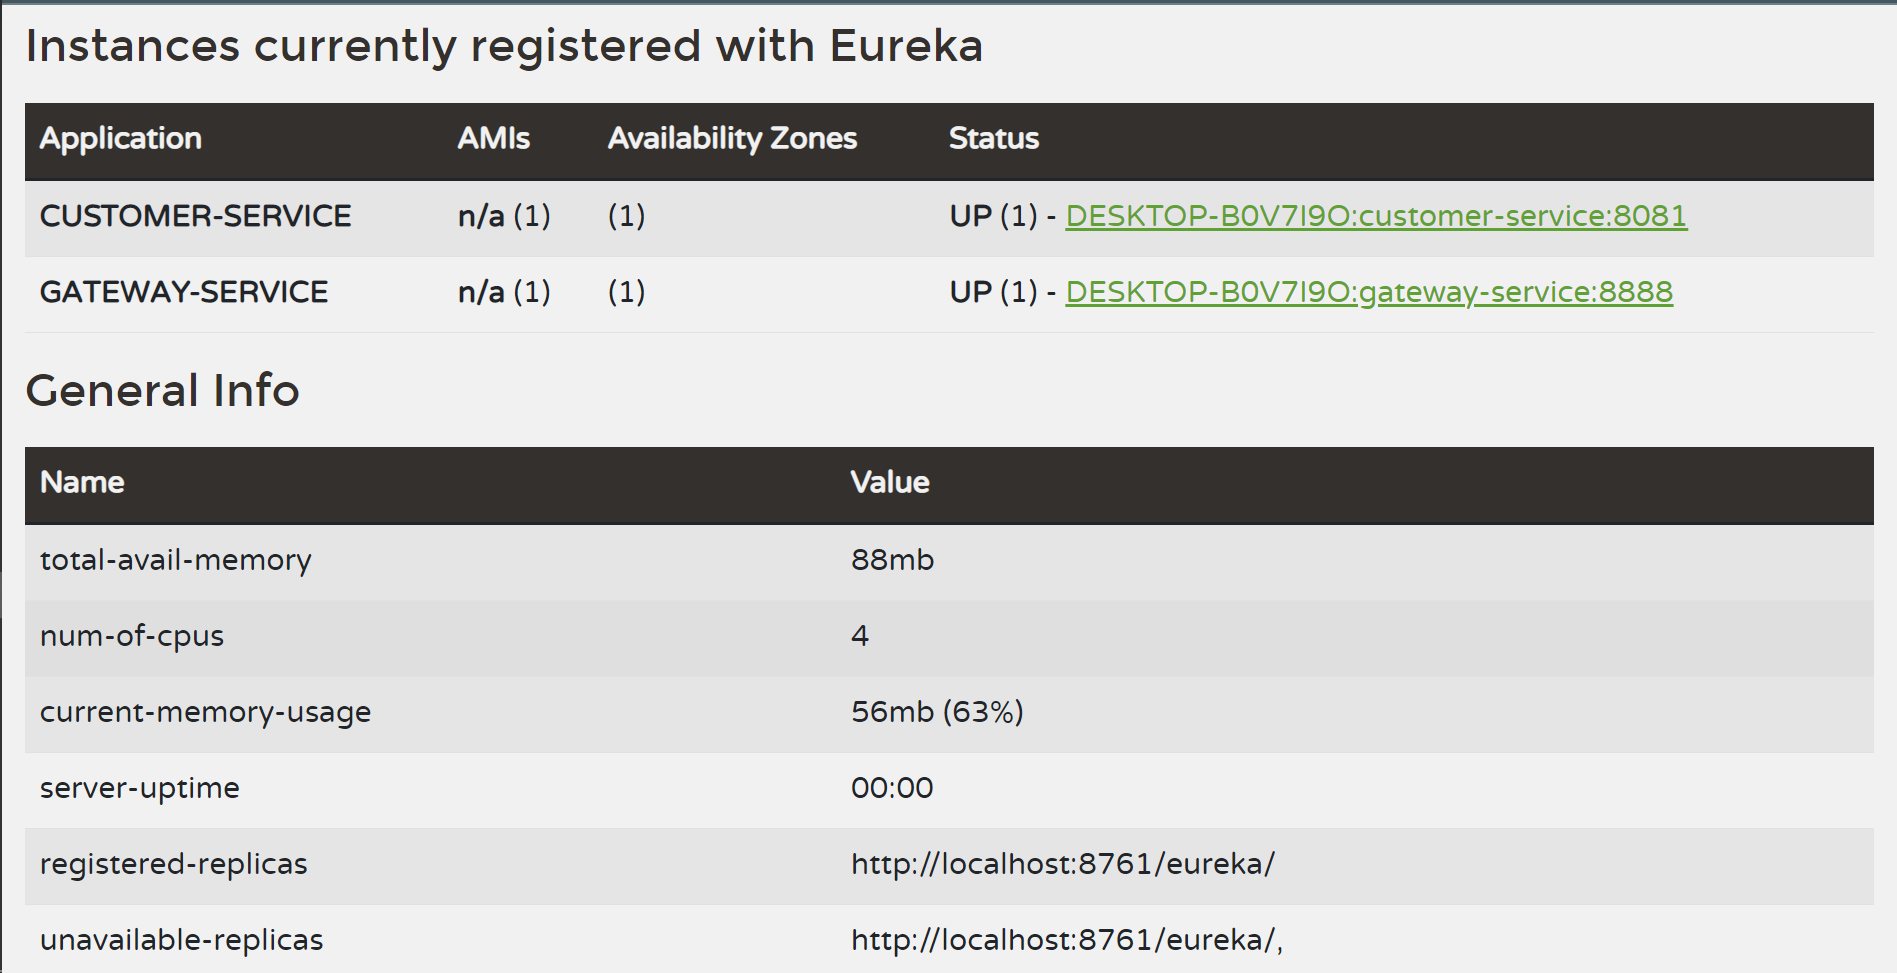 Instances currently registered with Eureka
Application AMIs Availability Zones Status
CUSTOMER-SERVICE n/a (1) (1) UP (1) - DESKTOP-B0V7I9O:customer-service:8081
GATEWAY-SERVICE n/a (1) (1) UP (1) - DESKTOP-B0V7I9O:gateway-service:8888
General Info
Name Value
total-avail-memory 88mb
num-of-cpus 4
current-memory-usage 56mb (63%)
server-uptime 00:00
registered-replicas http://localhost:8761/eureka/
unavailable-replicas http://localhost:8761/eureka/,